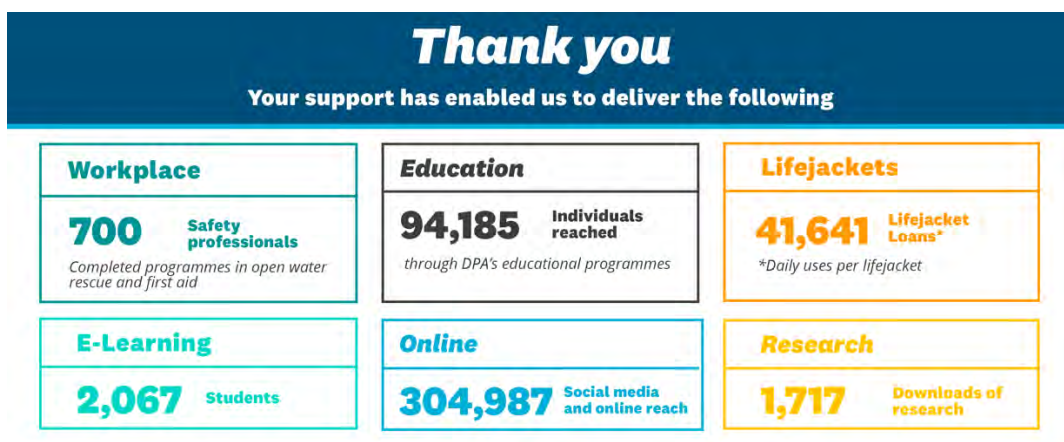 Thank you
Your support has enabled us to deliver the following
Workplace
700 Safety
professionals
Completed programmes in open water
rescue and first aid
Education
94,185 Individuals
reached
through DPA's educational programmes
Lifejackets
41,641 Lifejacket
Loans*
*Daily uses per lifejacket
E-Learning
2,067 Students
Online
304,987 Social media
and online reach
Research
1,717 Downloads of
research